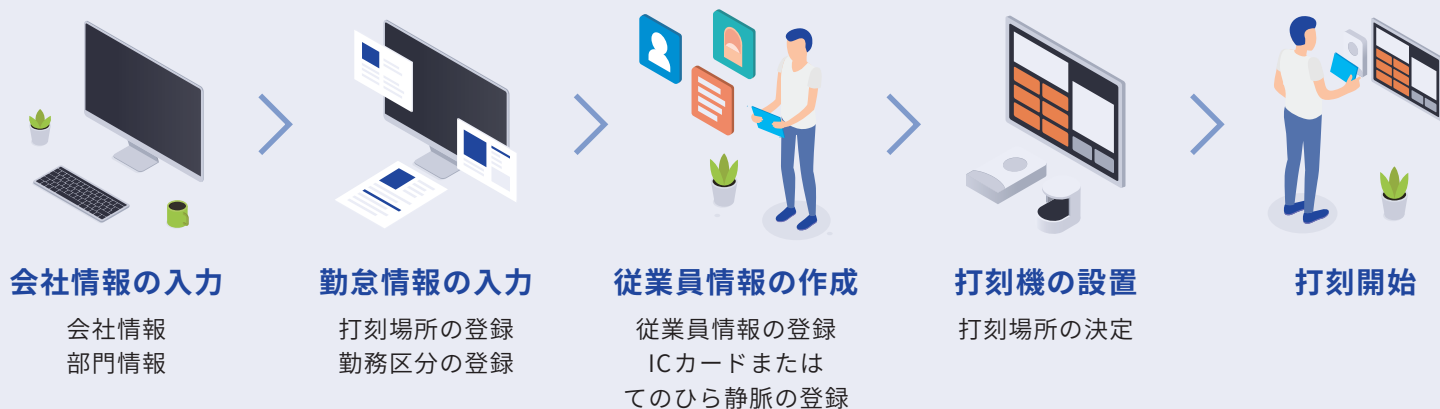 会社情報の入力
会社情報
部門情報
勤怠情報の入力
打刻場所の登録
勤務区分の登録
従業員情報の作成
従業員情報の登録
ICカードまたは
てのひら静脈の登録
打刻機の設置
打刻場所の決定
打刻開始